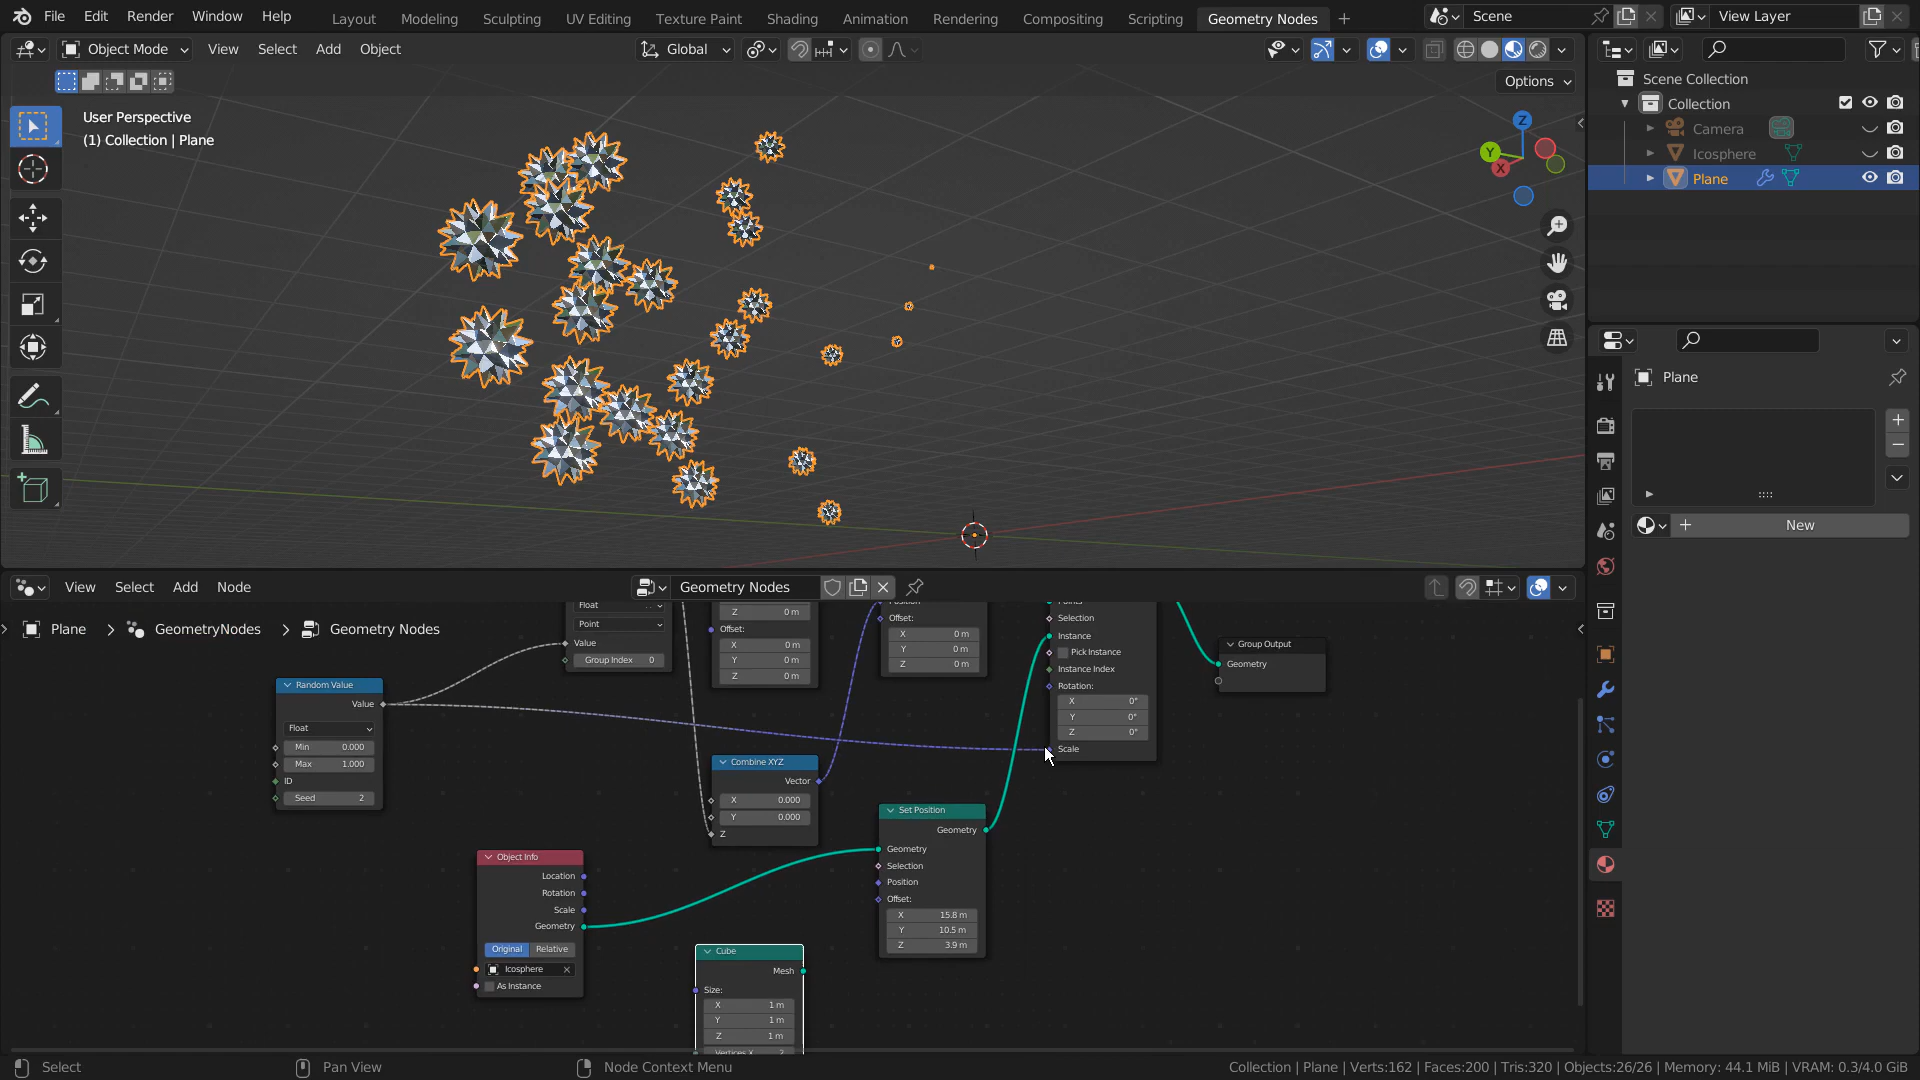 File Edit Render Window Help Layout Modeling Sculpting UV Editing Texture Paint Shading Animation Rendering Compositing Scripting Geometry Nodes + Scene View Layer
Object Mode View Select Add Object Global
Options
User Perspective
(1) Collection | Plane
Z
Y
X
Scene Collection
Collection
Camera
Icosphere
Plane
Plane
New
View Select Add Node Geometry Nodes
Plane > GeometryNodes > Geometry Nodes
Float
Point
Value
Group Index 0
Z 0 m
Offset:
X 0 m
Y 0 m
Z 0 m
Offset:
X 0 m
Y 0 m
Z 0 m
Selection
Instance
Pick Instance
Instance Index
Rotation:
X 0°
Y 0°
Z 0°
Scale
Group Output
Geometry
Random Value
Value
Float
Min 0.000
Max 1.000
ID
Seed 2
Combine XYZ
Vector
X 0.000
Y 0.000
Z
Set Position
Geometry
Geometry
Selection
Position
Offset:
X 15.8 m
Y 10.5 m
Z 3.9 m
Object Info
Location
Rotation
Scale
Geometry
Original Relative
Icosphere
As Instance
Cube
Mesh
Size:
X 1 m
Y 1 m
Z 1 m
Vertices X 2
Select Pan View Node Context Menu Collection | Plane | Verts:162 | Faces:200 | Tris:320 | Objects:26/26 | Memory: 44.1 MiB | VRAM: 0.3/4.0 GiB